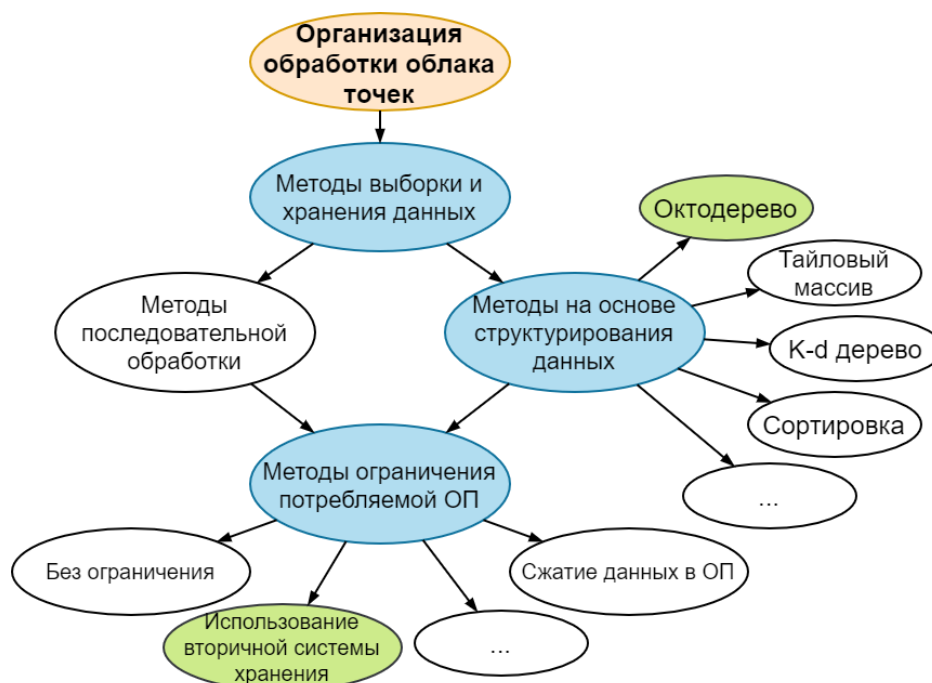 Организация
обработки облака
точек
Методы выборки и
хранения данных
Октодерево
Тайловый
массив
Методы
последовательной
обработки
Методы на основе
структурирования
данных
K-d дерево
Сортировка
Методы ограничения
потребляемой ОП
...
Без ограничения
Сжатие данных в ОП
Использование
вторичной системы
хранения
...